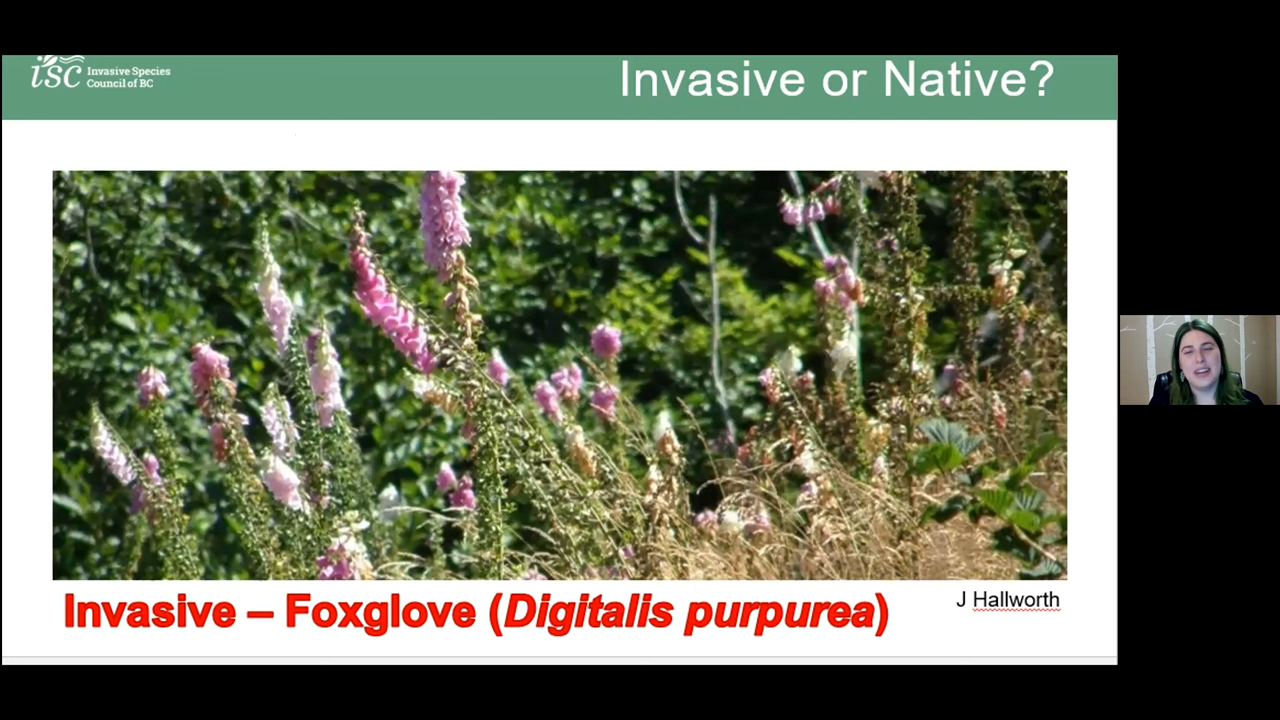 isc Invasive Species
Council of BC
Invasive or Native?
Invasive – Foxglove (Digitalis purpurea)
J Hallworth